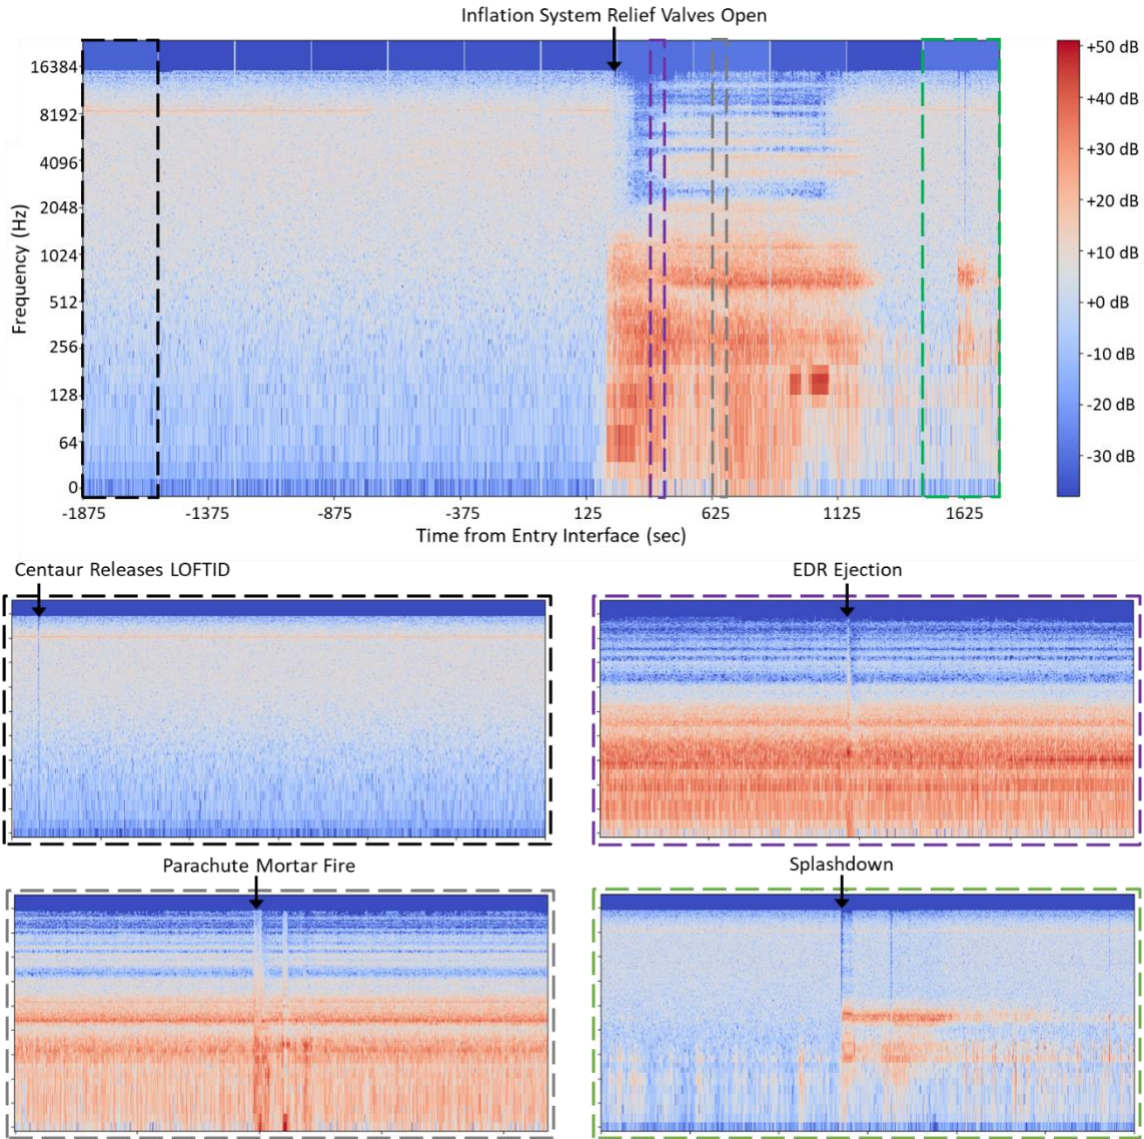 Inflation System Relief Valves Open
Frequency (Hz)
16384
8192
4096
2048
1024
512
256
128
64
0
-1875
-1375
-875
-375
125
625
1125
1625
Time from Entry Interface (sec)
+50 dB
+40 dB
+30 dB
+20 dB
+10 dB
+0 dB
-10 dB
-20 dB
-30 dB
Centaur Releases LOFTID
EDR Ejection
Parachute Mortar Fire
Splashdown